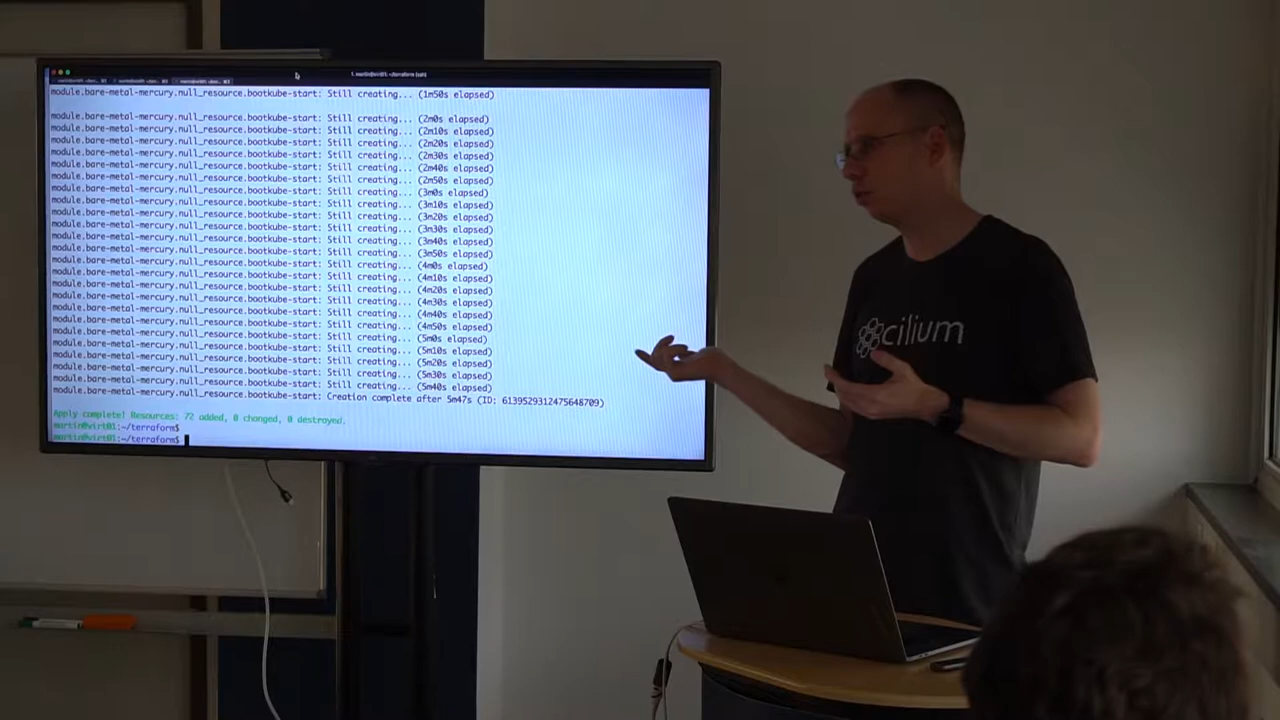 1. martin@virt01: ~/terraform (ssh)
module.bare-metal-mercury.null_resource.bootkube-start: Still creating... (1m50s elapsed)
module.bare-metal-mercury.null_resource.bootkube-start: Still creating... (2m0s elapsed)
module.bare-metal-mercury.null_resource.bootkube-start: Still creating... (2m10s elapsed)
module.bare-metal-mercury.null_resource.bootkube-start: Still creating... (2m20s elapsed)
module.bare-metal-mercury.null_resource.bootkube-start: Still creating... (2m30s elapsed)
module.bare-metal-mercury.null_resource.bootkube-start: Still creating... (2m40s elapsed)
module.bare-metal-mercury.null_resource.bootkube-start: Still creating... (2m50s elapsed)
module.bare-metal-mercury.null_resource.bootkube-start: Still creating... (3m0s elapsed)
module.bare-metal-mercury.null_resource.bootkube-start: Still creating... (3m10s elapsed)
module.bare-metal-mercury.null_resource.bootkube-start: Still creating... (3m20s elapsed)
module.bare-metal-mercury.null_resource.bootkube-start: Still creating... (3m30s elapsed)
module.bare-metal-mercury.null_resource.bootkube-start: Still creating... (3m40s elapsed)
module.bare-metal-mercury.null_resource.bootkube-start: Still creating... (3m50s elapsed)
module.bare-metal-mercury.null_resource.bootkube-start: Still creating... (4m0s elapsed)
module.bare-metal-mercury.null_resource.bootkube-start: Still creating... (4m10s elapsed)
module.bare-metal-mercury.null_resource.bootkube-start: Still creating... (4m20s elapsed)
module.bare-metal-mercury.null_resource.bootkube-start: Still creating... (4m30s elapsed)
module.bare-metal-mercury.null_resource.bootkube-start: Still creating... (4m40s elapsed)
module.bare-metal-mercury.null_resource.bootkube-start: Still creating... (4m50s elapsed)
module.bare-metal-mercury.null_resource.bootkube-start: Still creating... (5m0s elapsed)
module.bare-metal-mercury.null_resource.bootkube-start: Still creating... (5m10s elapsed)
module.bare-metal-mercury.null_resource.bootkube-start: Still creating... (5m20s elapsed)
module.bare-metal-mercury.null_resource.bootkube-start: Still creating... (5m30s elapsed)
module.bare-metal-mercury.null_resource.bootkube-start: Still creating... (5m40s elapsed)
module.bare-metal-mercury.null_resource.bootkube-start: Creation complete after 5m47s (ID: 6139529312475648709)
Apply complete! Resources: 72 added, 0 changed, 0 destroyed.
martin@virt01:~/terraform$
martin@virt01:~/terraform$
cilium